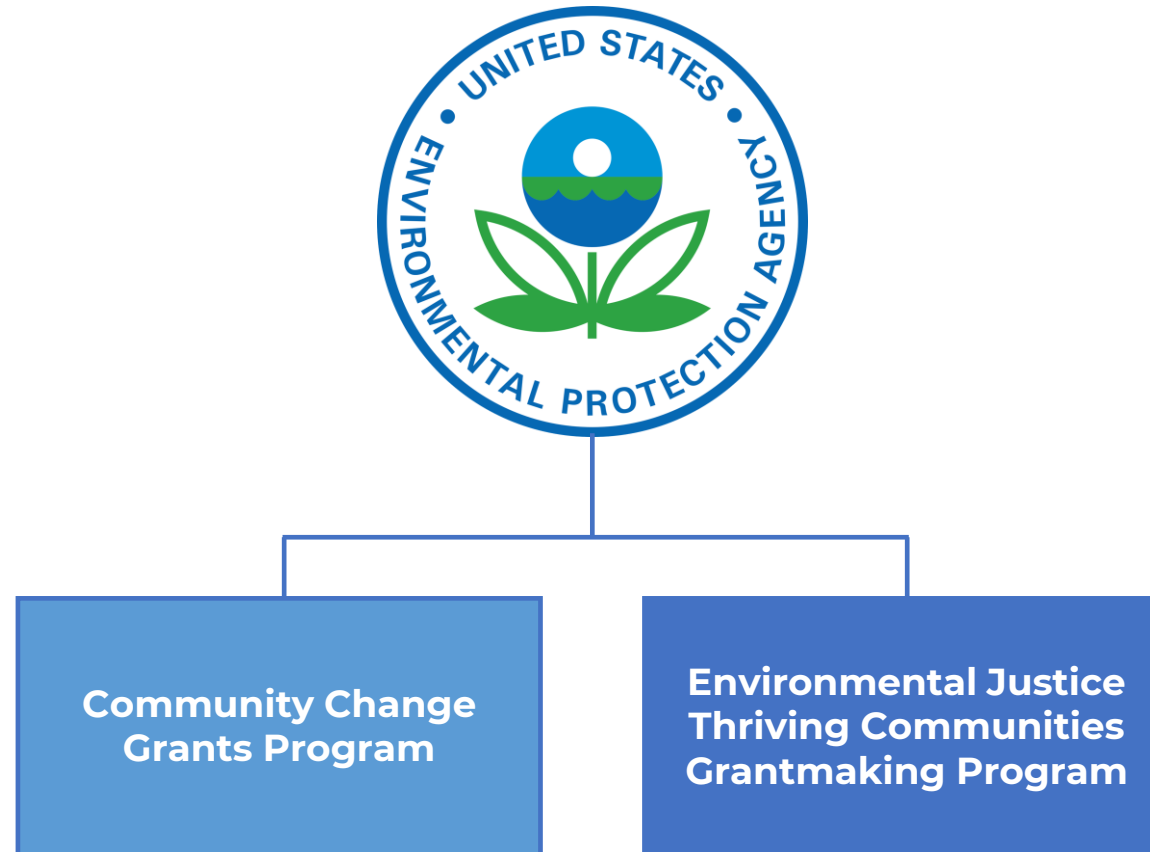 UNITED STATES • ENVIRONMENTAL PROTECTION AGENCY •
Community Change
Grants Program
Environmental Justice
Thriving Communities
Grantmaking Program